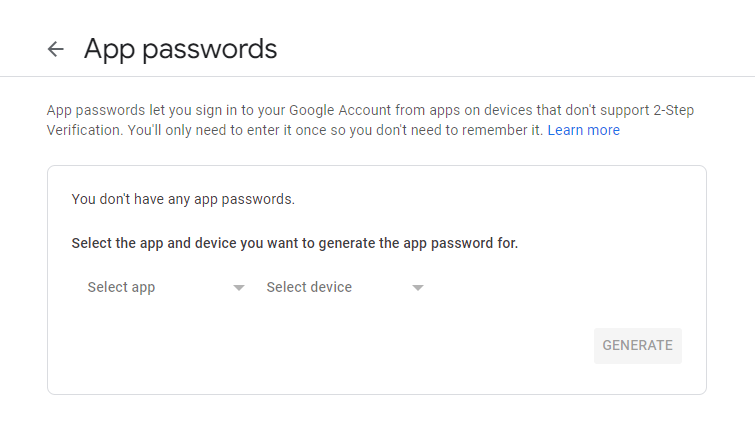 App passwords
App passwords let you sign in to your Google Account from apps on devices that don't support 2-Step
Verification. You'll only need to enter it once so you don't need to remember it. Learn more
You don't have any app passwords.
Select the app and device you want to generate the app password for.
Select app Select device
GENERATE